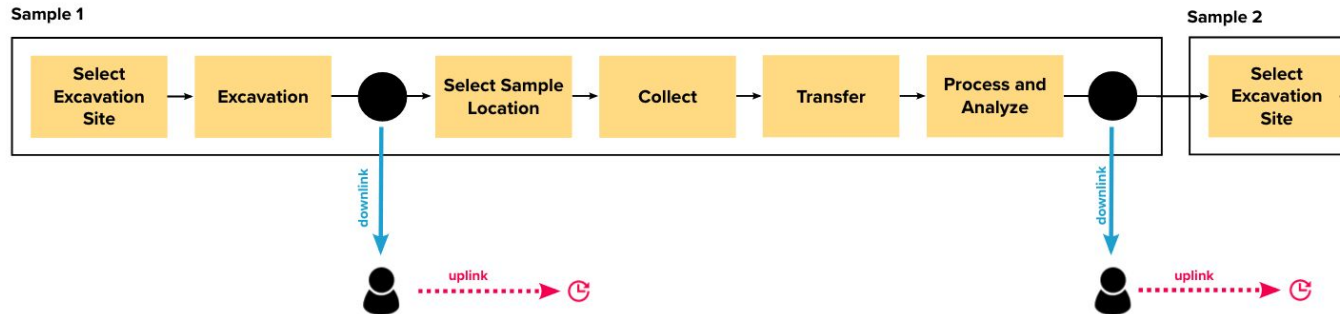 Sample 1
Sample 2
Select
Excavation
Site
Excavation
Select Sample
Location
Collect
Transfer
Process and
Analyze
Select
Excavation
Site
downlink
downlink
uplink
uplink